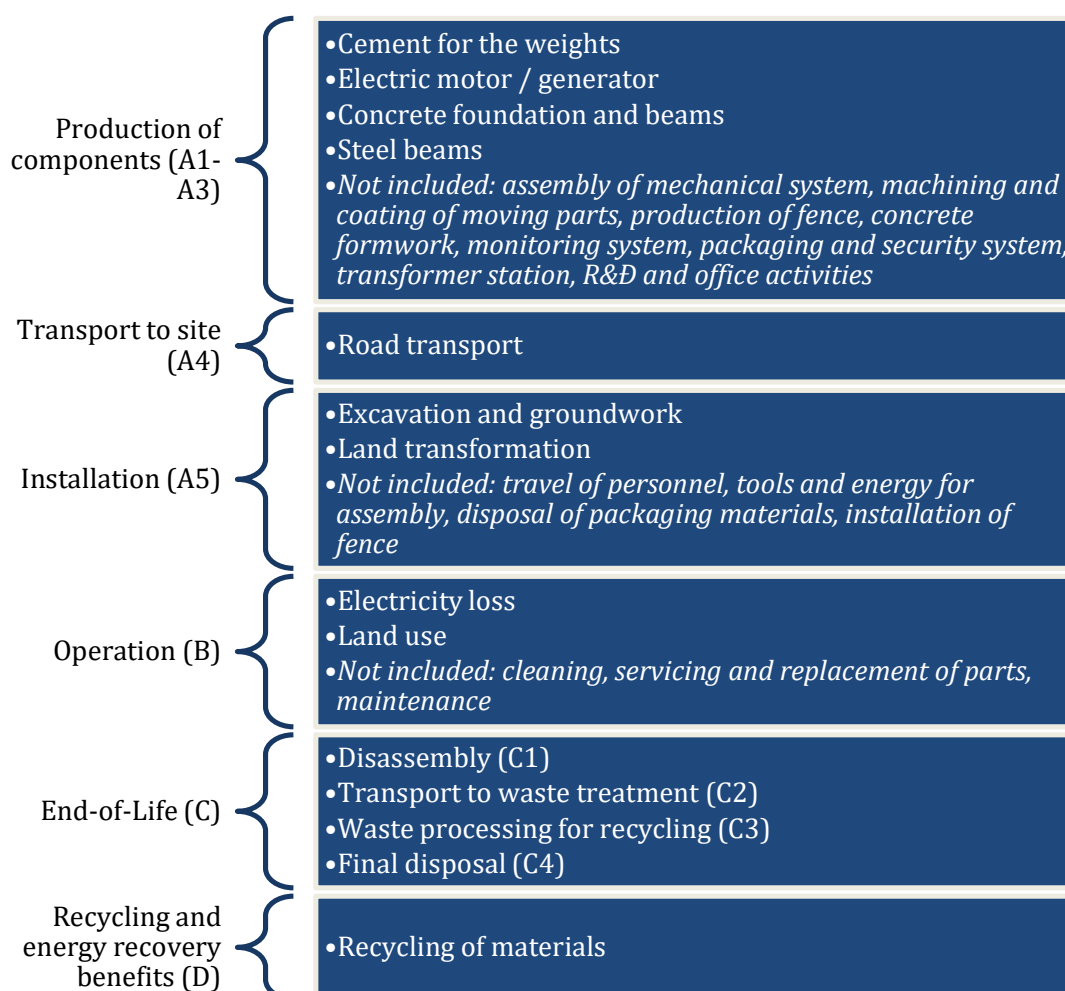 Production of
components (A1-
A3)
•Cement for the weights
•Electric motor / generator
•Concrete foundation and beams
•Steel beams
•Not included: assembly of mechanical system, machining and
coating of moving parts, production of fence, concrete
formwork, monitoring system, packaging and security system,
transformer station, R&Đ and office activities
Transport to site
(A4)
•Road transport
Installation (A5)
•Excavation and groundwork
•Land transformation
•Not included: travel of personnel, tools and energy for
assembly, disposal of packaging materials, installation of
fence
Operation (B)
•Electricity loss
•Land use
•Not included: cleaning, servicing and replacement of parts,
maintenance
End-of-Life (C)
•Disassembly (C1)
•Transport to waste treatment (C2)
•Waste processing for recycling (C3)
•Final disposal (C4)
Recycling and
energy recovery
benefits (D)
•Recycling of materials